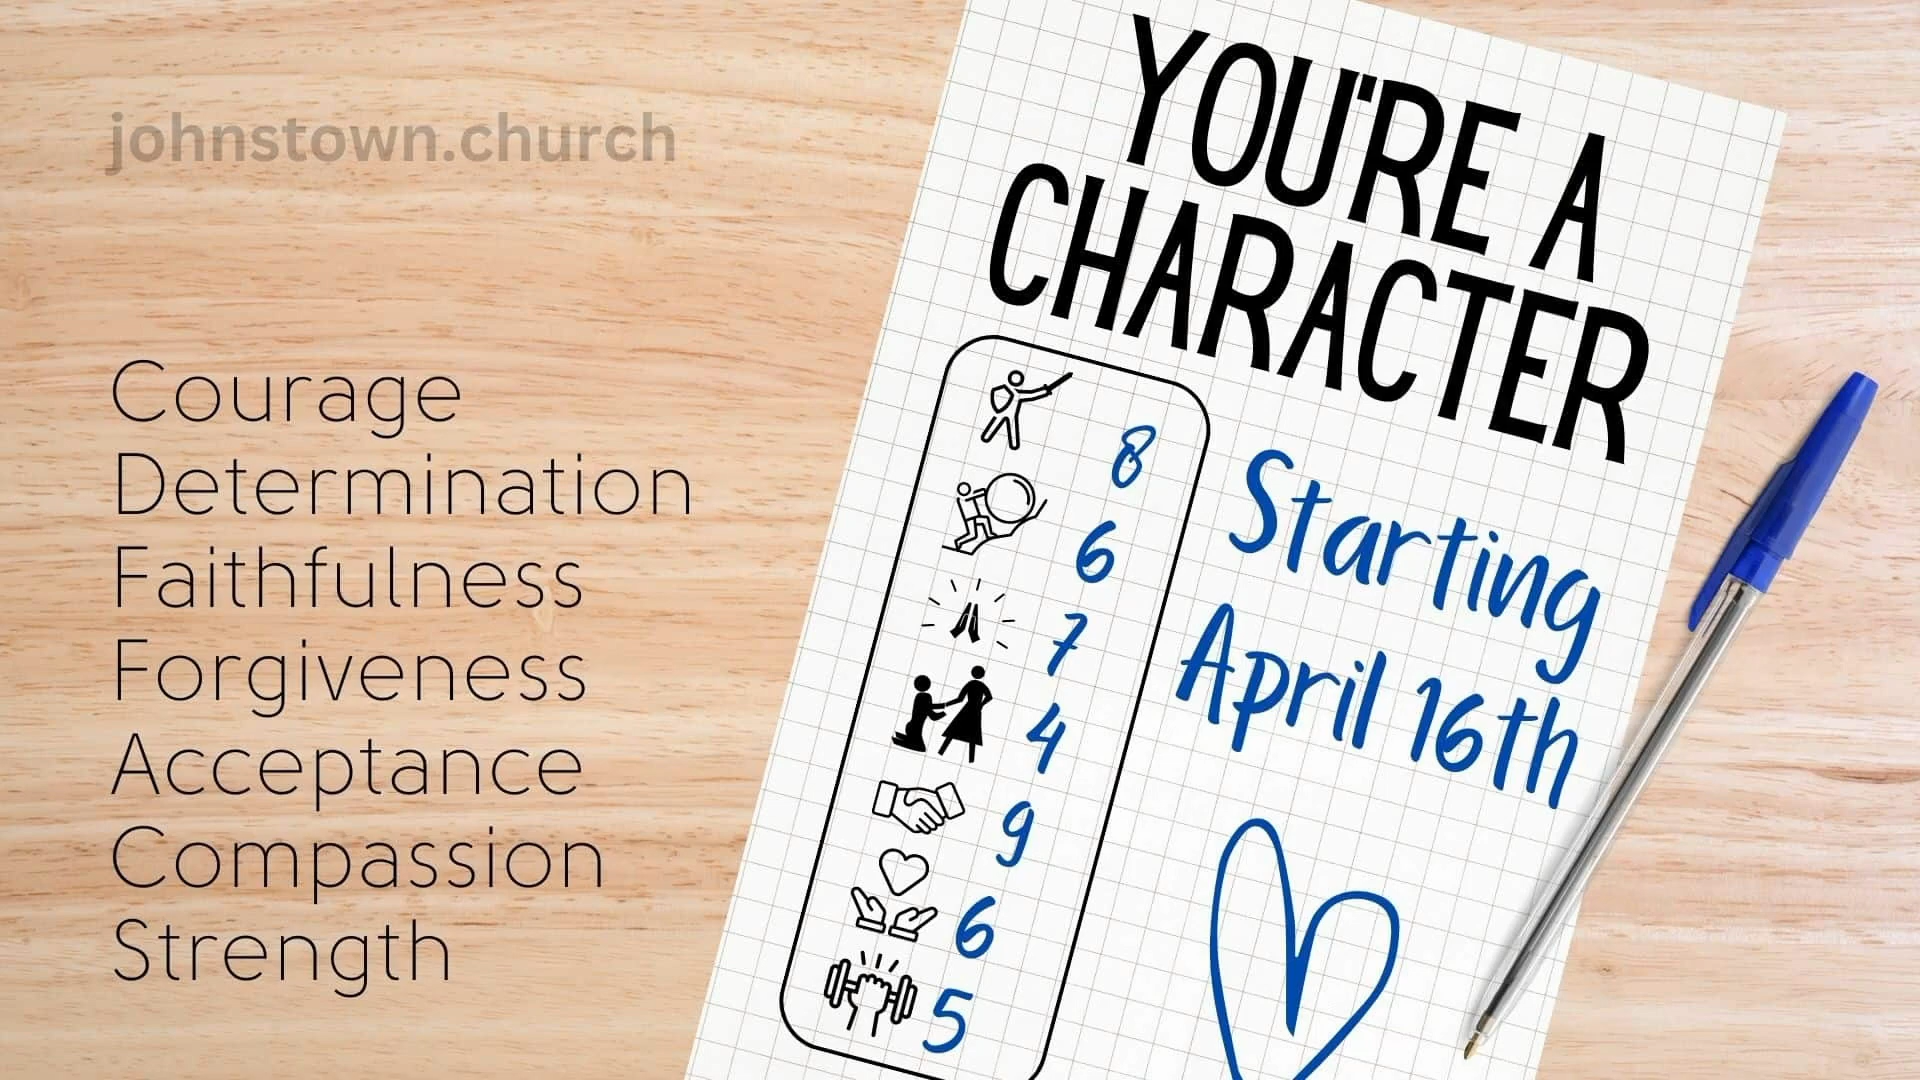 johnstown.church
Courage
Determination
Faithfulness
Forgiveness
Acceptance
Compassion
Strength
YOU'RE A
CHARACTER
8
6
7
4
9
6
5
Starting
April 16th